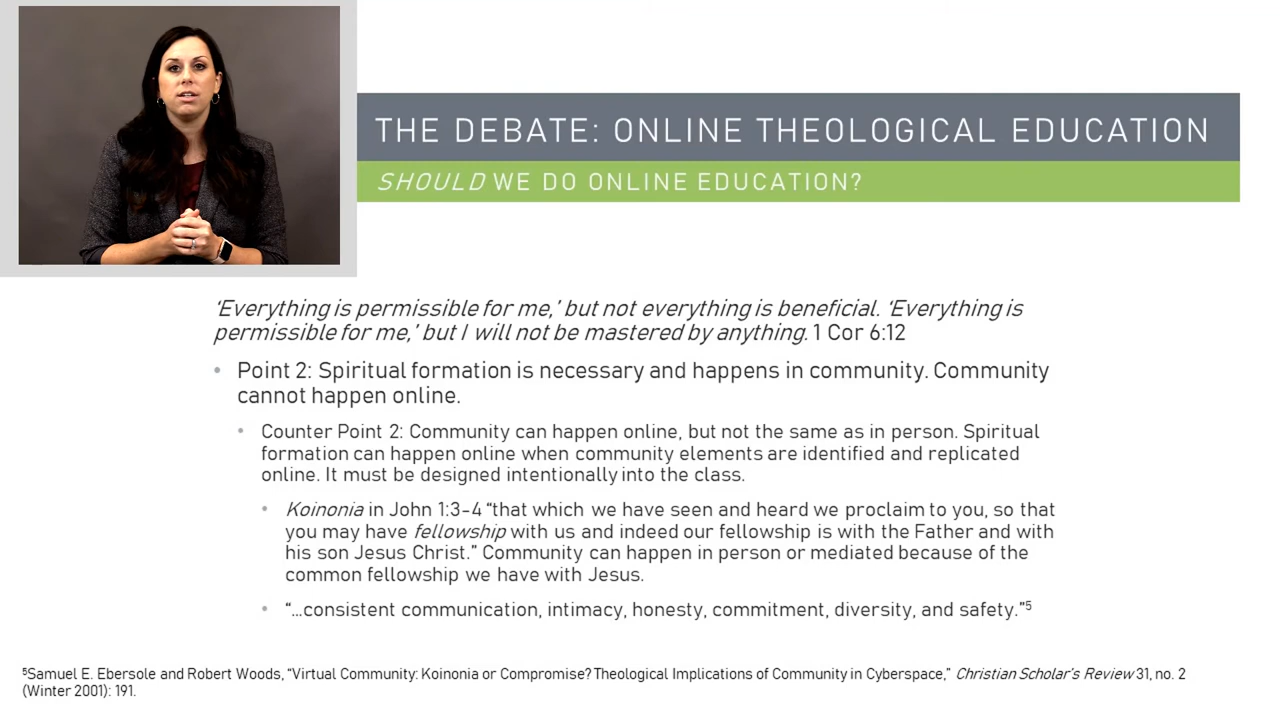 THE DEBATE: ONLINE THEOLOGICAL EDUCATION
SHOULD WE DO ONLINE EDUCATION?
‘Everything is permissible for me,’ but not everything is beneficial. ‘Everything is
permissible for me,’ but I will not be mastered by anything. 1 Cor 6:12
• Point 2: Spiritual formation is necessary and happens in community. Community
cannot happen online.
• Counter Point 2: Community can happen online, but not the same as in person. Spiritual
formation can happen online when community elements are identified and replicated
online. It must be designed intentionally into the class.
• Koinonia in John 1:3-4 “that which we have seen and heard we proclaim to you, so that
you may have fellowship with us and indeed our fellowship is with the Father and with
his son Jesus Christ.” Community can happen in person or mediated because of the
common fellowship we have with Jesus.
• “…consistent communication, intimacy, honesty, commitment, diversity, and safety.”⁵
⁵Samuel E. Ebersole and Robert Woods, “Virtual Community: Koinonia or Compromise? Theological Implications of Community in Cyberspace,” Christian Scholar’s Review 31, no. 2
(Winter 2001): 191.